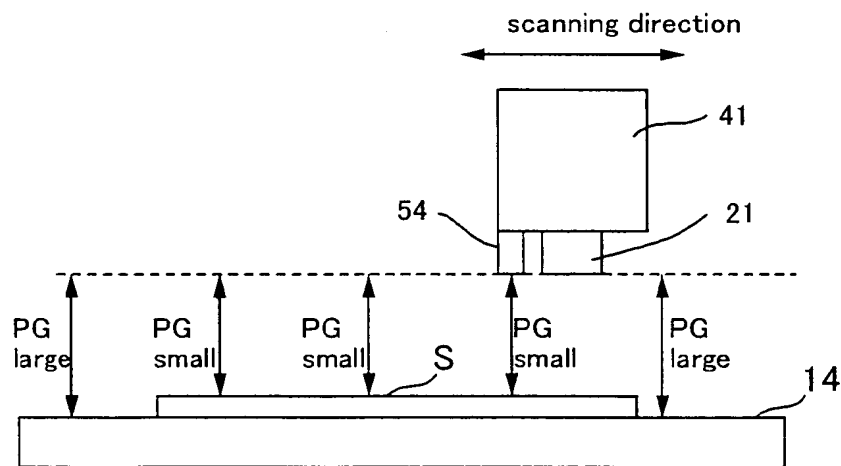 scanning direction
41
54
21
PG
large
PG
small
PG
small
PG
small
PG
large
S
14